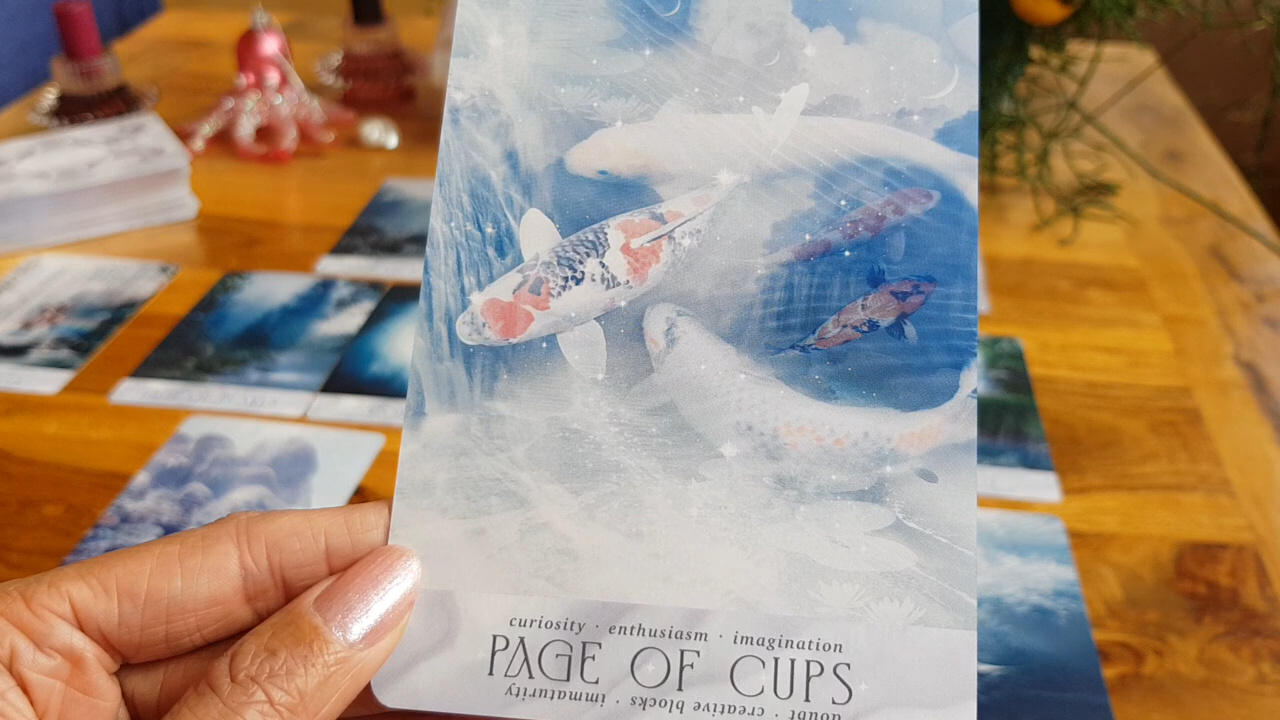 curiosity · enthusiasm · imagination
PAGE OF CUPS
doubt · creative blocks · immaturity